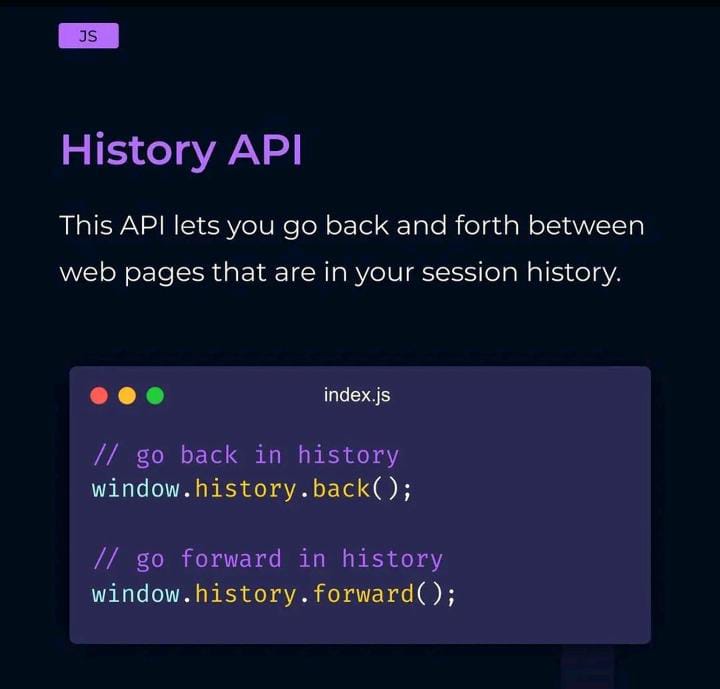 JS
History API
This API lets you go back and forth between
web pages that are in your session history.
index.js
// go back in history
window.history.back();
// go forward in history
window.history.forward();